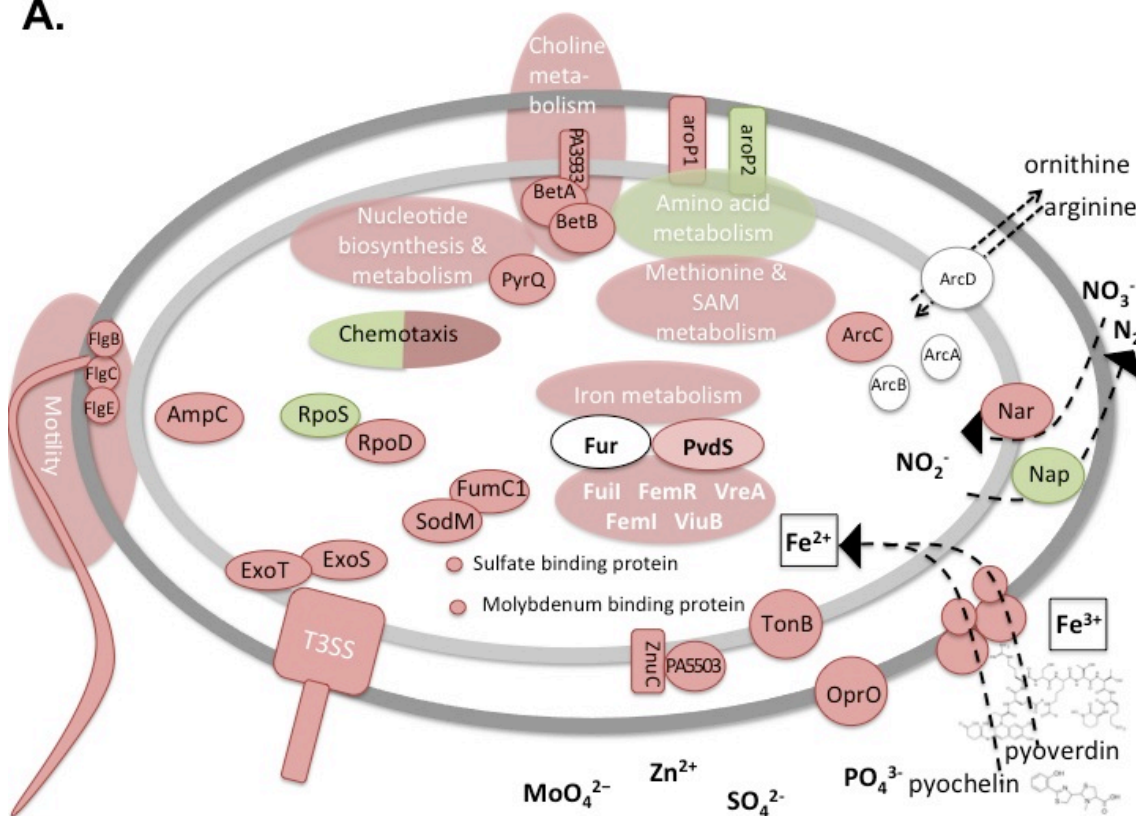 A.
Choline
meta-
bolism
PA3933
BetA
BetB
aroP1
aroP2
Amino acid
metabolism
ornithine
arginine
Nucleotide
biosynthesis &
metabolism
PyrQ
Methionine &
SAM
metabolism
ArcD
ArcC
ArcA
ArcB
NO₃⁻
N₂
Chemotaxis
FlgB
FlgC
FlgE
Motility
AmpC
RpoS
RpoD
Iron metabolism
Fur
PvdS
FuiI FemR VreA
FemI ViuB
Nar
Nap
NO₂⁻
FumC1
SodM
Fe²⁺
ExoT
ExoS
Sulfate binding protein
Molybdenum binding protein
T3SS
ZnuC
PA5503
TonB
OprO
Fe³⁺
pyoverdin
pyochelin
MoO₄²⁻
Zn²⁺
SO₄²⁻
PO₄³⁻